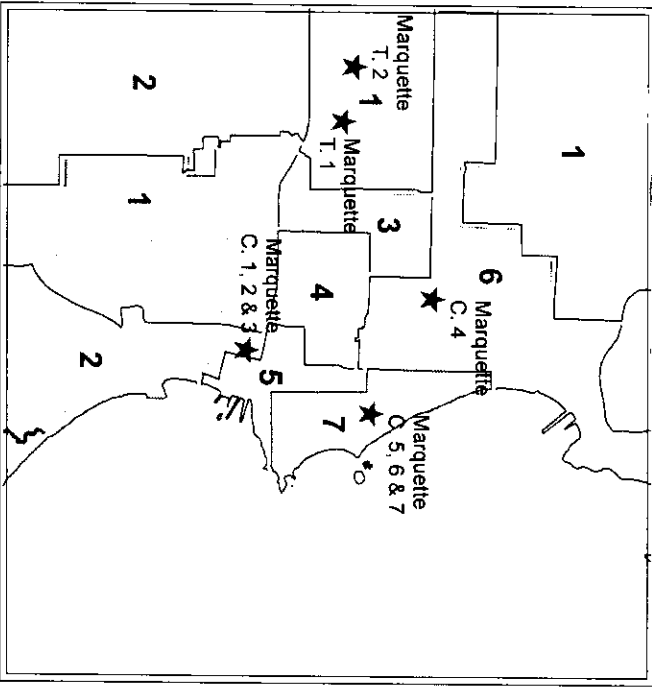 1
6
Marquette
C. 4
Marquette
C. 5, 6 & 7
Marquette
T. 2
1
Marquette
T. 1
3
4
7
5
Marquette
C. 1, 2 & 3
2
1
2